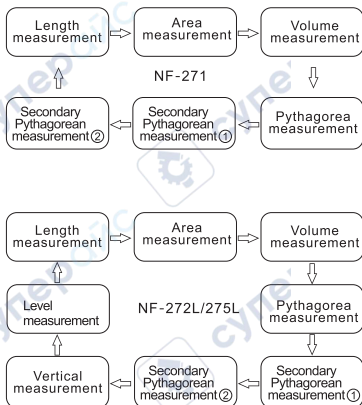 Length
measurement
Area
measurement
Volume
measurement
NF-271
Secondary
Pythagorean
measurement②
Secondary
Pythagorean
measurement①
Pythagorea
measurement
Length
measurement
Area
measurement
Volume
measurement
Level
measurement
NF-272L/275L
Pythagorea
measurement
Vertical
measurement
Secondary
Pythagorean
measurement②
Secondary
Pythagorean
measurement①